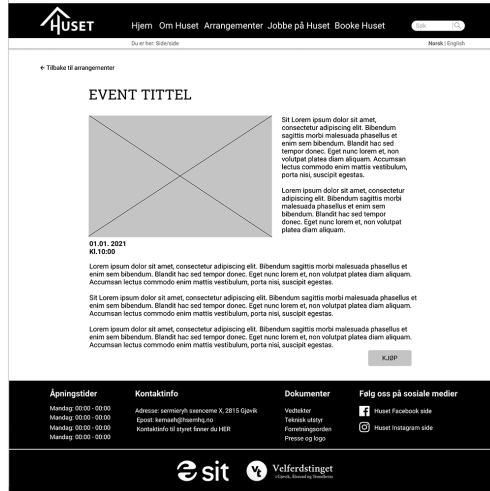 HUSET
Hjem Om Huset Arrangementer Jobbe på Huset Booke Huset
Søk
Du er her: Side/side
Norsk | English
← Tilbake til arrangementer
EVENT TITTEL
Sit Lorem ipsum dolor sit amet,
consectetur adipiscing elit. Bibendum
sagittis morbi malesuada phasellus et
enim sem bibendum. Blandit hac sed
tempor donec. Eget nunc lorem et, non
volutpat platea diam aliquam. Accumsan
lectus commodo enim mattis vestibulum,
porta nisi, suscipit egestas.
Lorem ipsum dolor sit amet, consectetur
adipiscing elit. Bibendum sagittis morbi
malesuada phasellus et enim sem
bibendum. Blandit hac sed tempor
donec. Eget nunc lorem et, non volutpat
platea diam aliquam.
01.01. 2021
Kl.10:00
Lorem ipsum dolor sit amet, consectetur adipiscing elit. Bibendum sagittis morbi malesuada phasellus et
enim sem bibendum. Blandit hac sed tempor donec. Eget nunc lorem et, non volutpat platea diam aliquam.
Accumsan lectus commodo enim mattis vestibulum, porta nisi, suscipit egestas.
Sit Lorem ipsum dolor sit amet, consectetur adipiscing elit. Bibendum sagittis morbi malesuada phasellus et
enim sem bibendum. Blandit hac sed tempor donec. Eget nunc lorem et, non volutpat platea diam aliquam.
Accumsan lectus commodo enim mattis vestibulum, porta nisi, suscipit egestas.
Lorem ipsum dolor sit amet, consectetur adipiscing elit. Bibendum sagittis morbi malesuada phasellus et
enim sem bibendum. Blandit hac sed tempor donec. Eget nunc lorem et, non volutpat platea diam aliquam.
Accumsan lectus commodo enim mattis vestibulum, porta nisi, suscipit egestas.
KJØP
Åpningstider
Mandag: 00:00 - 00:00
Mandag: 00:00 - 00:00
Mandag: 00:00 - 00:00
Mandag: 00:00 - 00:00
Kontaktinfo
Adresse: sermieryh sxenceme X, 2815 Gjøvik
Epost: kemaeh@hsemhq.no
Kontaktinfo til styret finner du HER
Dokumenter
Vedtekter
Teknisk utstyr
Forretningsorden
Presse og logo
Følg oss på sosiale medier
Huset Facebook side
Huset Instagram side
sit
Vt
Velferdstinget
i Gjøvik, Ålesund og Trondheim